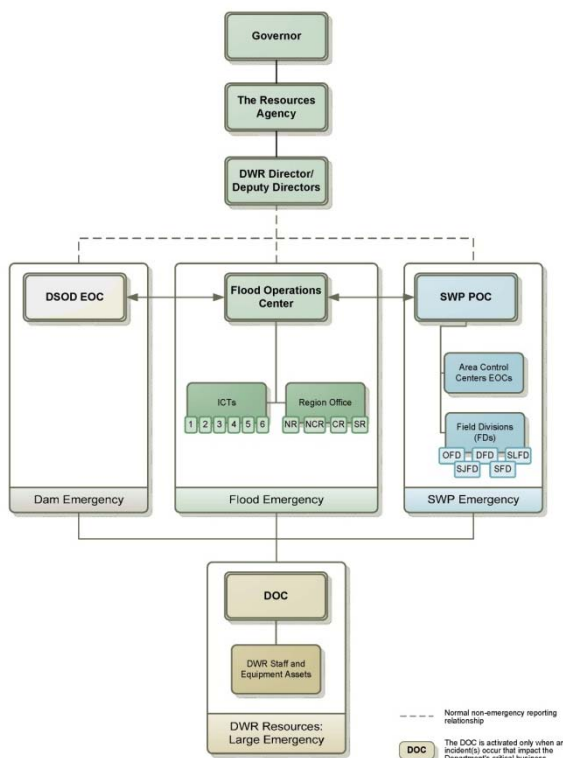 Governor
The Resources
Agency
DWR Director/
Deputy Directors
DSOD EOC
Flood Operations
Center
SWP POC
ICTs
1 2 3 4 5 6
Region Office
NR NCR CR SR
Area Control
Centers EOCs
Field Divisions
(FDs)
OFD DFD SLFD
SJFD SFD
Dam Emergency
Flood Emergency
SWP Emergency
DOC
DWR Staff and
Equipment Assets
DWR Resources:
Large Emergency
Normal non-emergency reporting
relationship
DOC
The DOC is activated only when an
incident(s) occur that impact the
Department's critical business